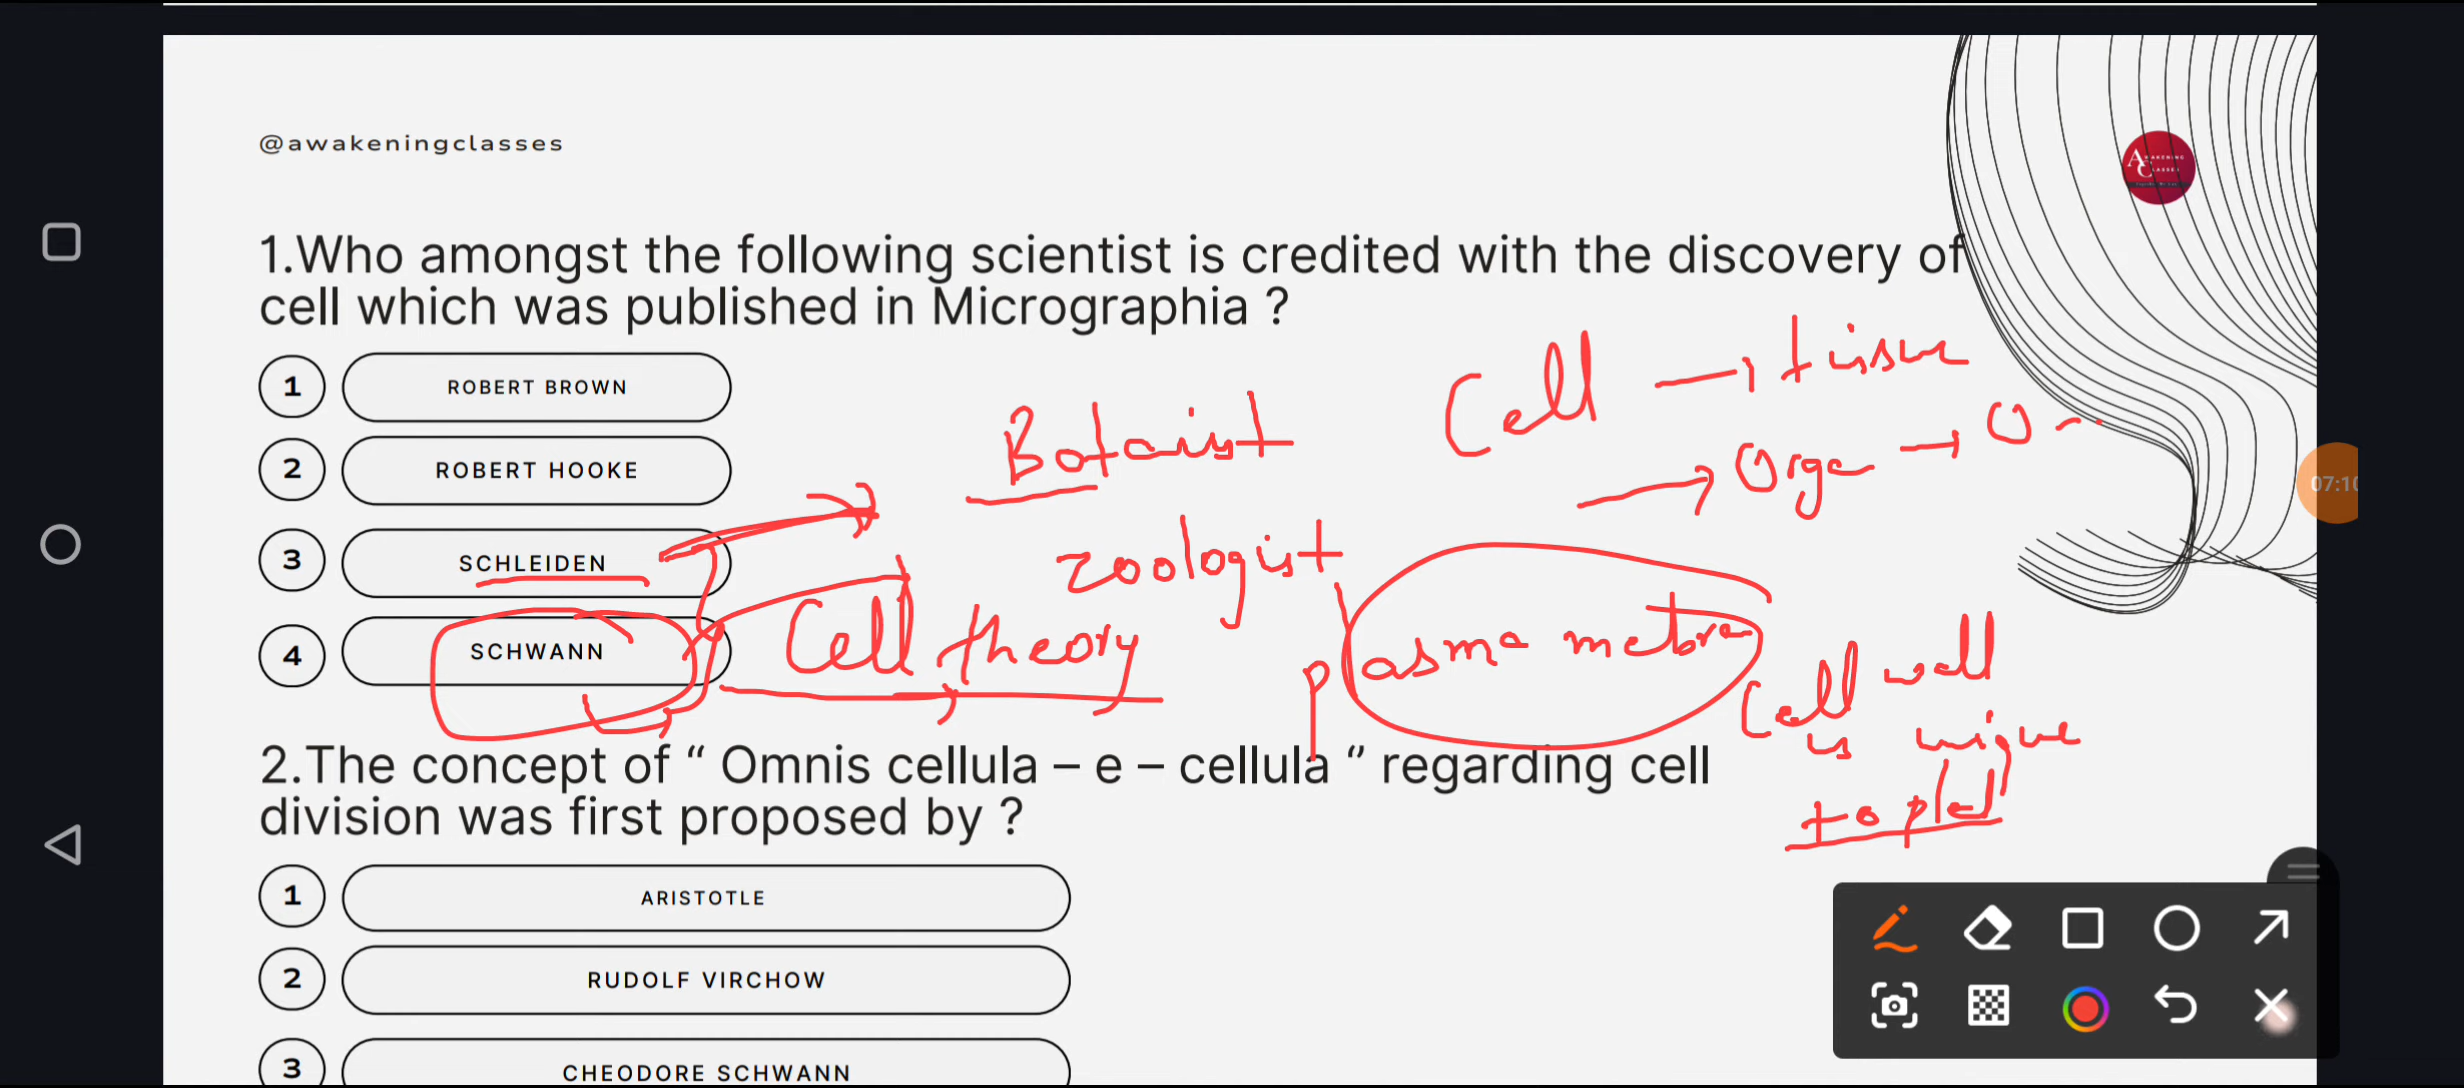 @awakeningclasses
AWAKENING
CLASSES
1.Who amongst the following scientist is credited with the discovery of
cell which was published in Micrographia ?
1 ROBERT BROWN
2 ROBERT HOOKE
3 SCHLEIDEN
4 SCHWANN
Cell → tissue
→ Orga → O
Botanist
zoologist
Cell theory
plasma
Cell wall
is unique
to
07:10
2.The concept of “ Omnis cellula – e – cellula ” regarding cell
division was first proposed by ?
1 ARISTOTLE
2 RUDOLF VIRCHOW
3 CHEODORE SCHWANN